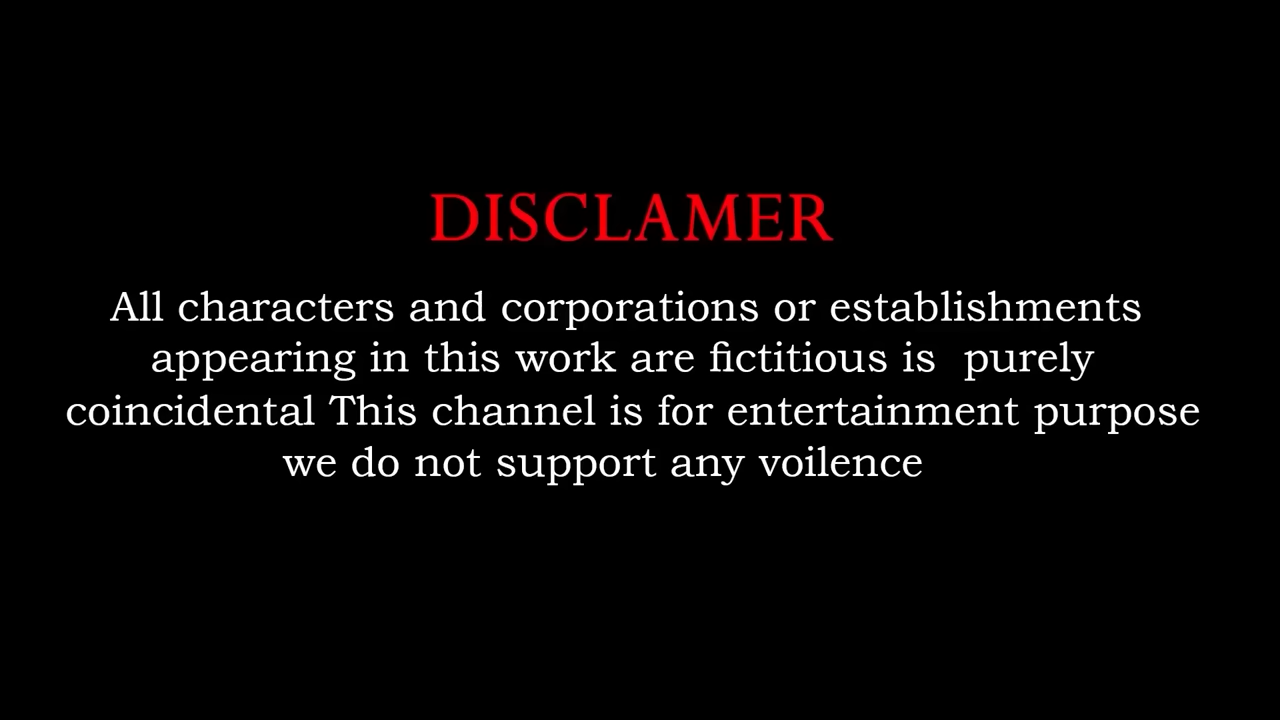 DISCLAMER
All characters and corporations or establishments
appearing in this work are fictitious is  purely
coincidental This channel is for entertainment purpose
we do not support any voilence